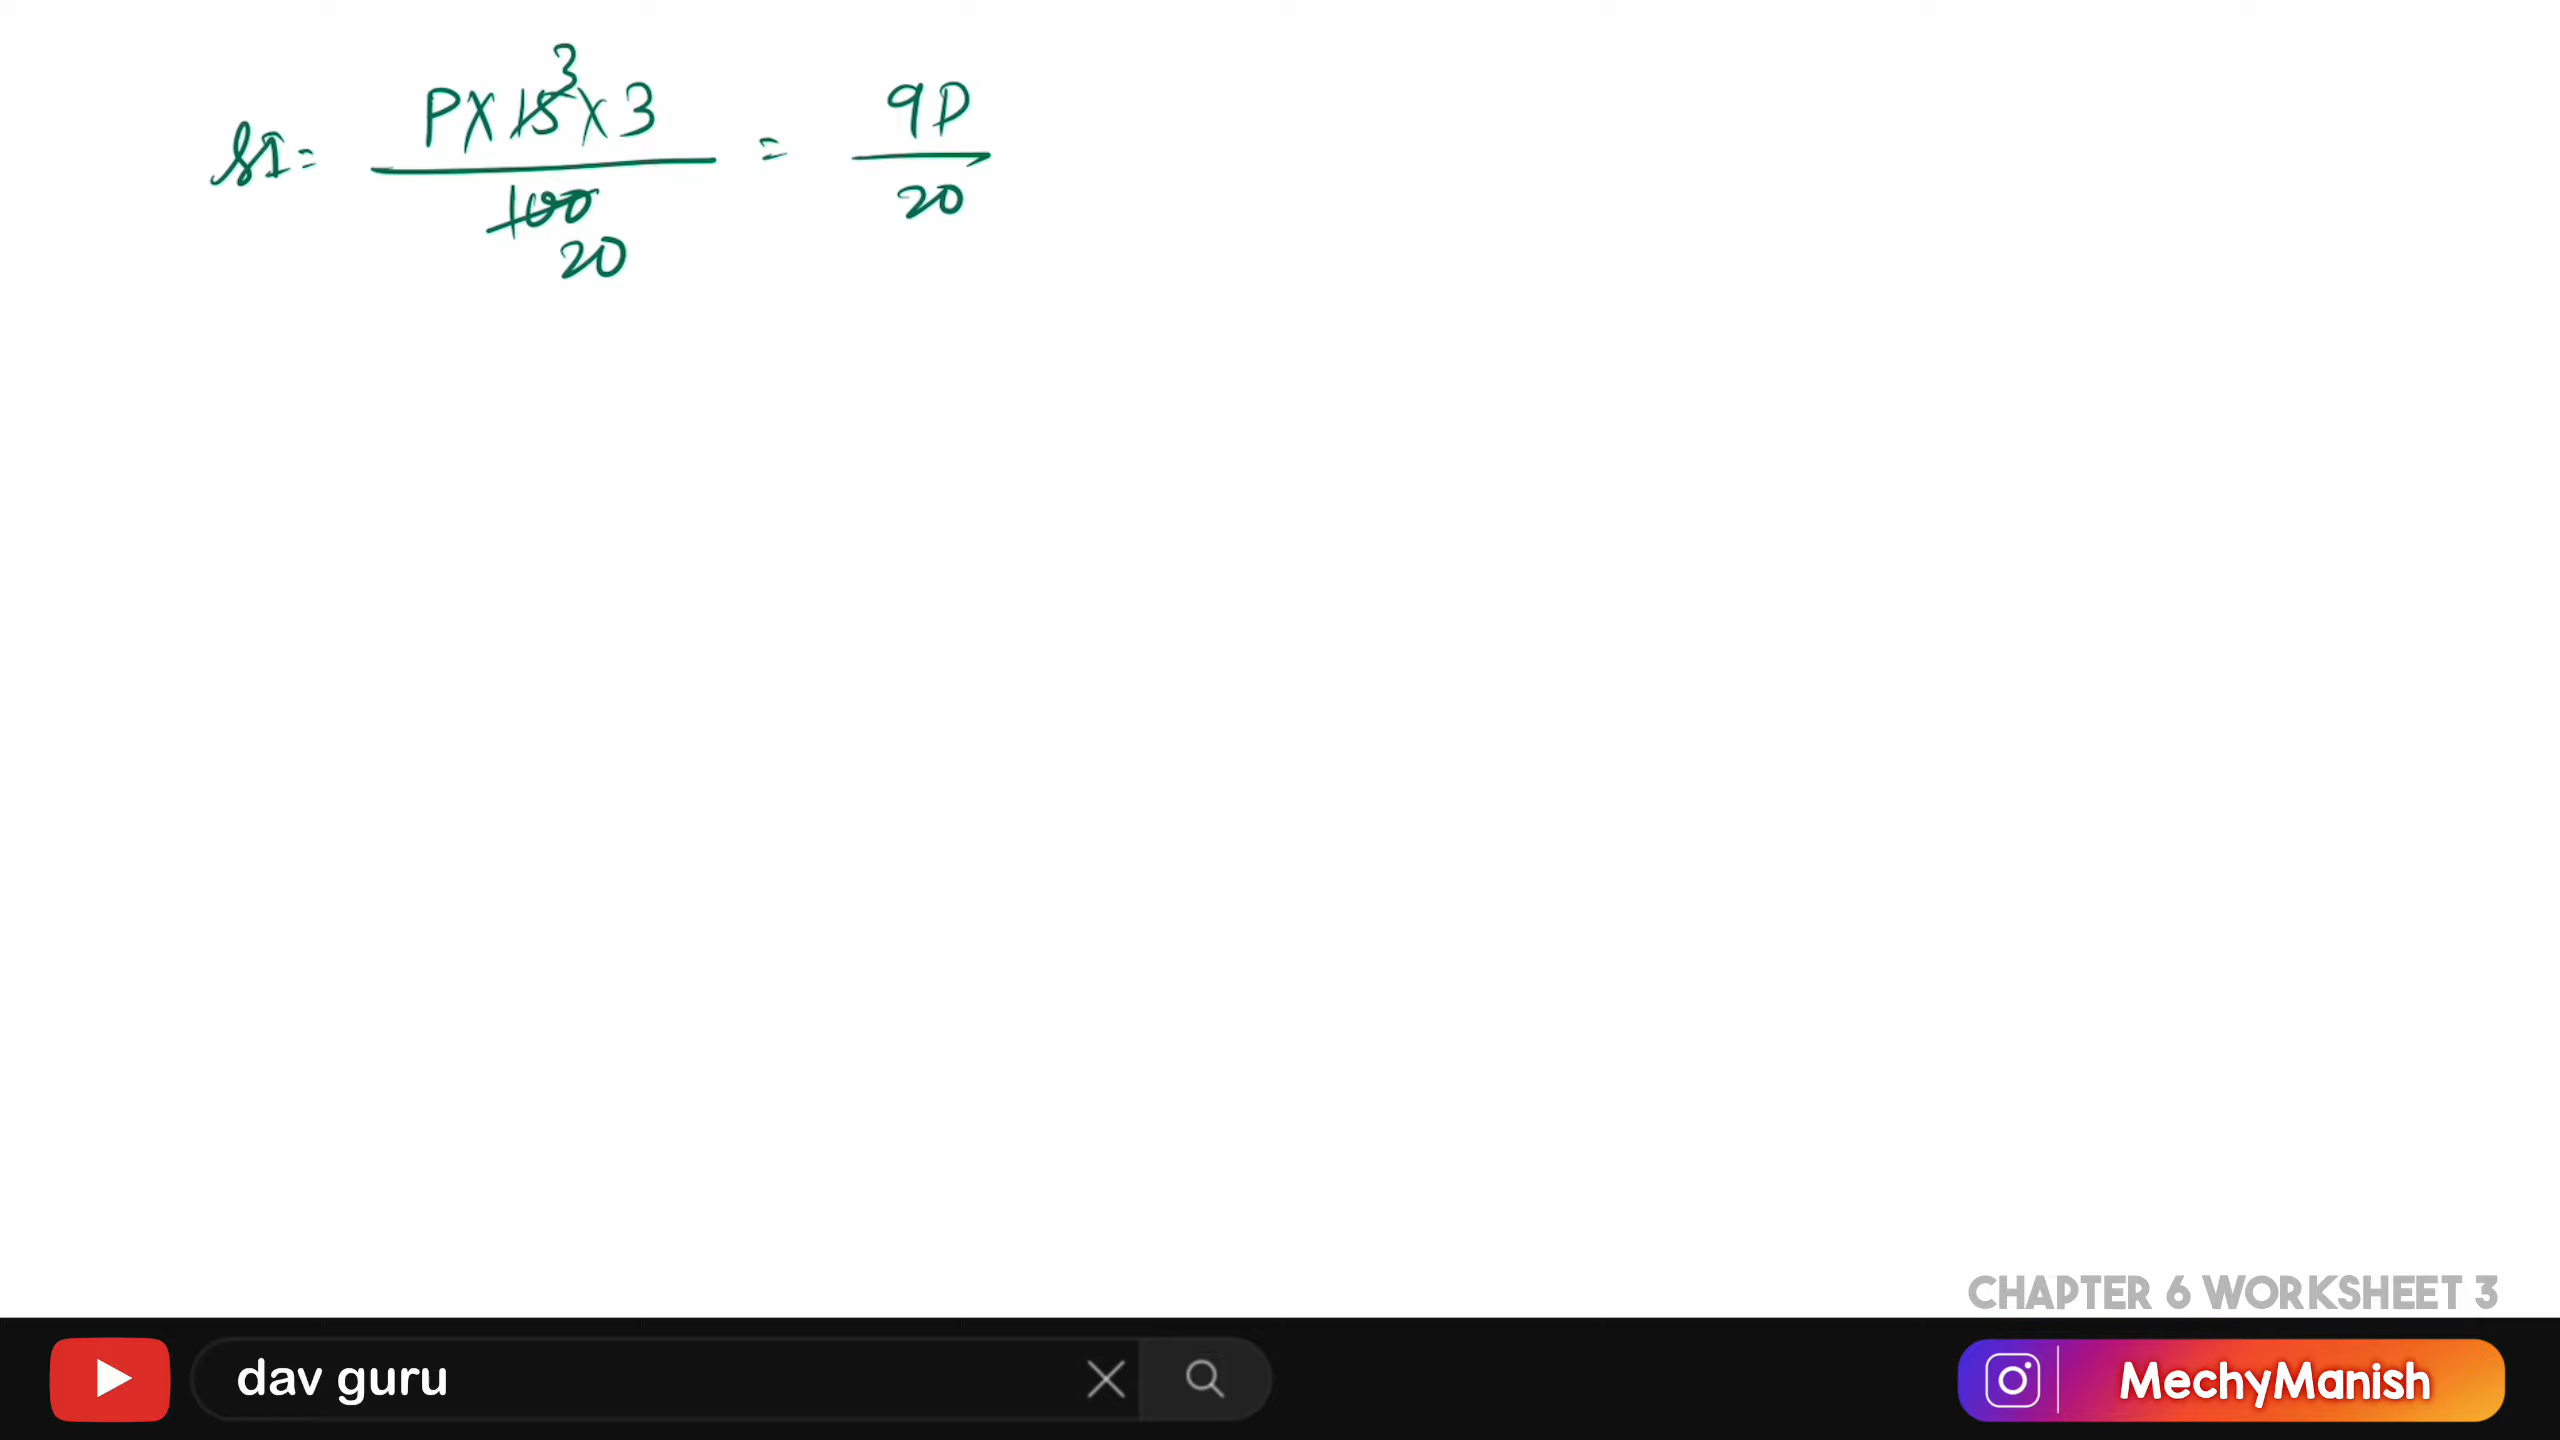 SI = P X 15 3 X 3 / 100 20 = 9P / 20
CHAPTER 6 WORKSHEET 3
dav guru
MechyManish